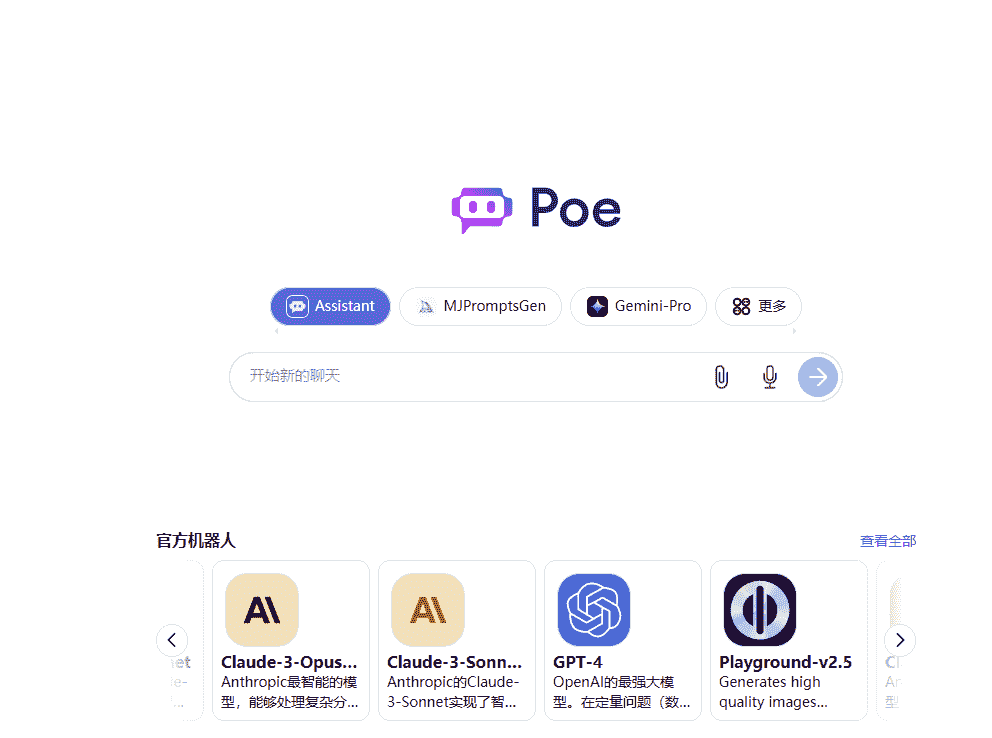 Poe
Assistant
MJPromptsGen
Gemini-Pro
更多
开始新的聊天
官方机器人
查看全部
Claude-3-Opus...
Anthropic最智能的模
型，能够处理复杂分...
Claude-3-Sonn...
Anthropic的Claude-
3-Sonnet实现了智...
GPT-4
OpenAI的最强大模
型。在定量问题（数...
Playground-v2.5
Generates high
quality images...